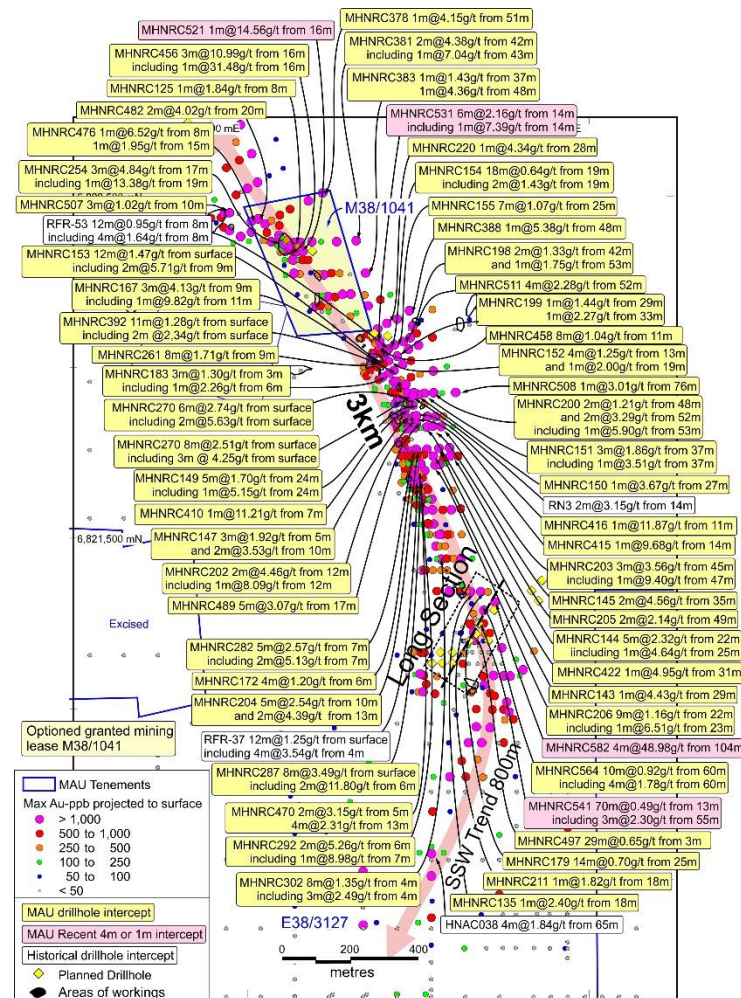 MHNRC378 1m@4.15g/t from 51m
MHNRC521 1m@14.56g/t from 16m
MHNRC381 2m@4.38g/t from 42m
including 1m@7.04g/t from 43m
MHNRC456 3m@10.99g/t from 16m
including 1m@31.48g/t from 16m
MHNRC383 1m@1.43g/t from 37m
1m@4.36g/t from 48m
MHNRC125 1m@1.84g/t from 8m
MHNRC482 2m@4.02g/t from 20m
MHNRC531 6m@2.16g/t from 14m
including 1m@7.39g/t from 14m
mE
MHNRC476 1m@6.52g/t from 8m
1m@1.95g/t from 15m
MHNRC220 1m@4.34g/t from 28m
MHNRC254 3m@4.84g/t from 17m
including 1m@13.38g/t from 19m
MHNRC154 18m@0.64g/t from 19m
including 2m@1.43g/t from 19m
MHNRC507 3m@1.02g/t from 10m
M38/1041
MHNRC155 7m@1.07g/t from 25m
RFR-53 12m@0.95g/t from 8m
including 4m@1.64g/t from 8m
MHNRC388 1m@5.38g/t from 48m
MHNRC153 12m@1.47g/t from surface
including 2m@5.71g/t from 9m
MHNRC198 2m@1.33g/t from 42m
and 1m@1.75g/t from 53m
MHNRC167 3m@4.13g/t from 9m
including 1m@9.82g/t from 11m
MHNRC511 4m@2.28g/t from 52m
MHNRC199 1m@1.44g/t from 29m
1m@2.27g/t from 33m
MHNRC392 11m@1.28g/t from surface
including 2m @2,34g/t from surface
MHNRC458 8m@1.04g/t from 11m
MHNRC261 8m@1.71g/t from 9m
MHNRC152 4m@1.25g/t from 13m
and 1m@2.00g/t from 19m
MHNRC183 3m@1.30g/t from 3m
including 1m@2.26g/t from 6m
MHNRC508 1m@3.01g/t from 76m
3km
MHNRC270 6m@2.74g/t from surface
including 2m@5.63g/t from surface
MHNRC200 2m@1.21g/t from 48m
and 2m@3.29g/t from 52m
including 1m@5.90g/t from 53m
MHNRC270 8m@2.51g/t from surface
including 3m @ 4.25g/t from surface
MHNRC151 3m@1.86g/t from 37m
including 1m@3.51g/t from 37m
MHNRC149 5m@1.70g/t from 24m
including 1m@5.15g/t from 24m
MHNRC150 1m@3.67g/t from 27m
RN3 2m@3.15g/t from 14m
MHNRC410 1m@11.21g/t from 7m
MHNRC416 1m@11.87g/t from 11m
6,821,500 mN
MHNRC147 3m@1.92g/t from 5m
and 2m@3.53g/t from 10m
MHNRC415 1m@9.68g/t from 14m
MHNRC203 3m@3.56g/t from 45m
including 1m@9.40g/t from 47m
MHNRC202 2m@4.46g/t from 12m
including 1m@8.09g/t from 12m
MHNRC145 2m@4.56g/t from 35m
MHNRC489 5m@3.07g/t from 17m
MHNRC205 2m@2.14g/t from 49m
Excised
Long Section
MHNRC144 5m@2.32g/t from 22m
including 1m@4.64g/t from 25m
MHNRC282 5m@2.57g/t from 7m
including 2m@5.13g/t from 7m
MHNRC422 1m@4.95g/t from 31m
MHNRC172 4m@1.20g/t from 6m
MHNRC143 1m@4.43g/t from 29m
MHNRC204 5m@2.54g/t from 10m
and 2m@4.39g/t from 13m
MHNRC206 9m@1.16g/t from 22m
including 1m@6.51g/t from 23m
Optioned granted mining
lease M38/1041
RFR-37 12m@1.25g/t from surface
including 4m@3.54g/t from 4m
MHNRC582 4m@48.98g/t from 104m
MHNRC564 10m@0.92g/t from 60m
including 4m@1.78g/t from 60m
MHNRC287 8m@3.49g/t from surface
including 2m@11.80g/t from 6m
MHNRC541 70m@0.49g/t from 13m
including 3m@2.30g/t from 55m
MHNRC470 2m@3.15g/t from 5m
4m@2.31g/t from 13m
SSW Trend 800m
MHNRC497 29m@0.65g/t from 3m
MHNRC292 2m@5.26g/t from 6m
including 1m@8.98g/t from 7m
MHNRC179 14m@0.70g/t from 25m
MHNRC211 1m@1.82g/t from 18m
MHNRC302 8m@1.35g/t from 4m
including 3m@2.49g/t from 4m
MHNRC135 1m@2.40g/t from 18m
HNAC038 4m@1.84g/t from 65m
E38/3127
0 200 400
metres
MAU Tenements
Max Au-ppb projected to surface
> 1,000
500 to 1,000
250 to 500
100 to 250
50 to 100
< 50
MAU drillhole intercept
MAU Recent 4m or 1m intercept
Historical drillhole intercept
Planned Drillhole
Areas of workings